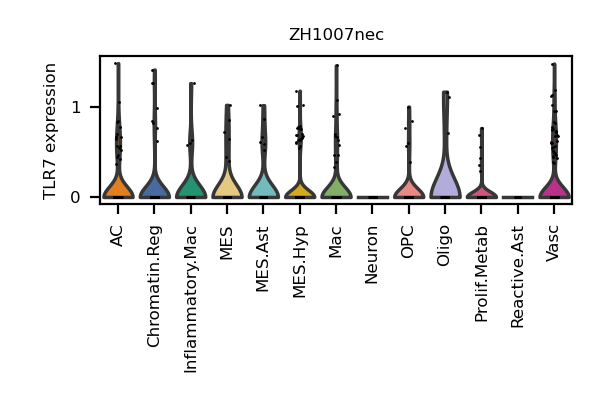 ZH1007nec
TLR7 expression
1
0
AC
Chromatin.Reg
Inflammatory.Mac
MES
MES.Ast
MES.Hyp
Mac
Neuron
OPC
Oligo
Prolif.Metab
Reactive.Ast
Vasc